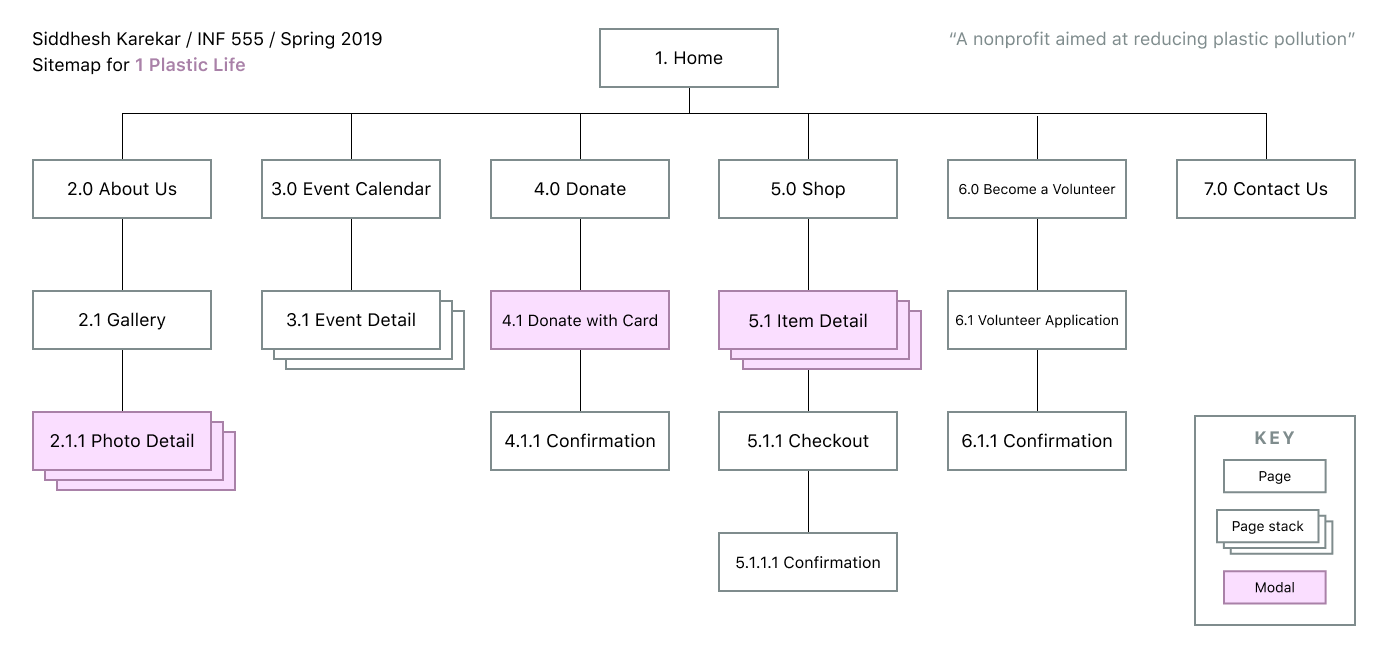 Siddhesh Karekar / INF 555 / Spring 2019
Sitemap for 1 Plastic Life
“A nonprofit aimed at reducing plastic pollution”
1. Home
2.0 About Us
3.0 Event Calendar
4.0 Donate
5.0 Shop
6.0 Become a Volunteer
7.0 Contact Us
2.1 Gallery
3.1 Event Detail
4.1 Donate with Card
5.1 Item Detail
6.1 Volunteer Application
2.1.1 Photo Detail
4.1.1 Confirmation
5.1.1 Checkout
6.1.1 Confirmation
5.1.1.1 Confirmation
KEY
Page
Page stack
Modal